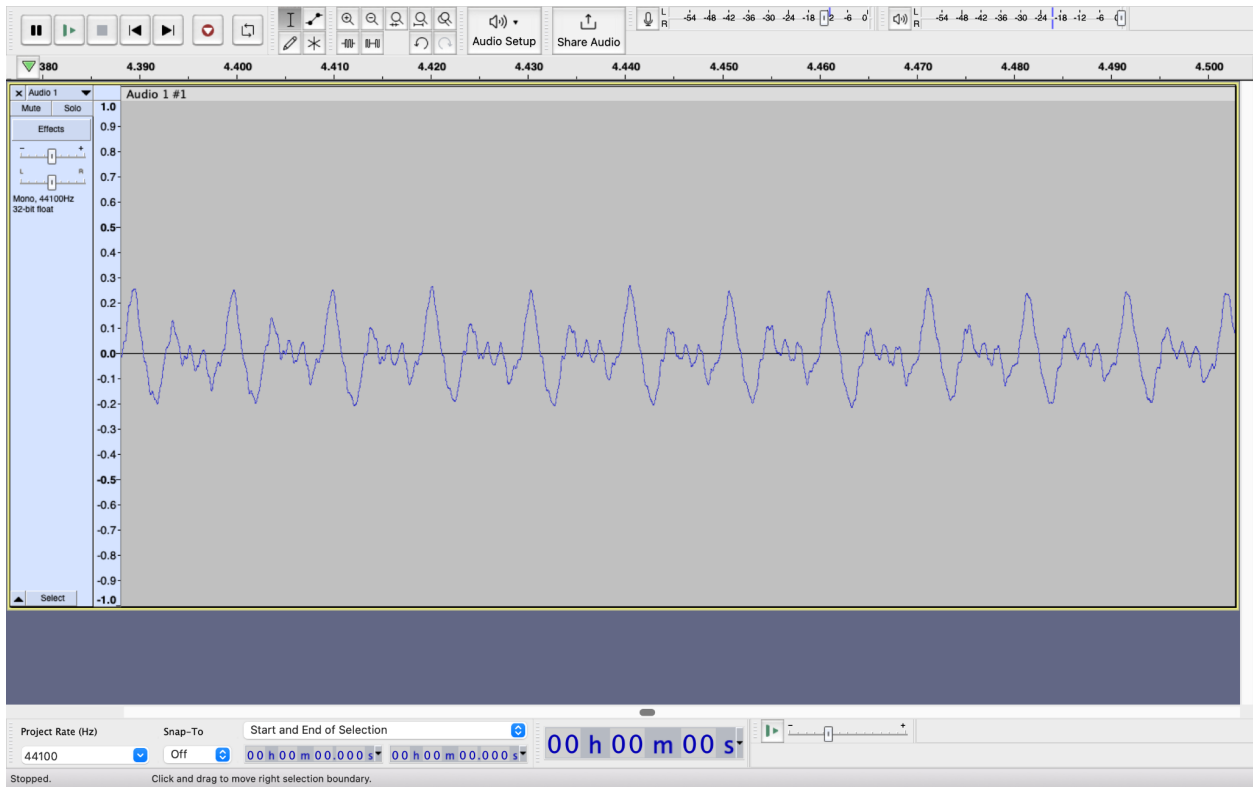 Audio Setup
Share Audio
L
R
-54 -48 -42 -36 -30 -24 -18 2 -6 0
L
R
-54 -48 -42 -36 -30 -24 -18 -12 -6
380 4.390 4.400 4.410 4.420 4.430 4.440 4.450 4.460 4.470 4.480 4.490 4.500
Audio 1
Audio 1 #1
Mute Solo
Effects
- +
L R
Mono, 44100Hz
32-bit float
1.0
0.9
0.8
0.7
0.6
0.5
0.4
0.3
0.2
0.1
0.0
-0.1
-0.2
-0.3
-0.4
-0.5
-0.6
-0.7
-0.8
-0.9
-1.0
Select
Project Rate (Hz)
Snap-To
Start and End of Selection
44100
Off
00 h 00 m 00.000 s
00 h 00 m 00.000 s
00 h 00 m 00 s
- +
Stopped.
Click and drag to move right selection boundary.